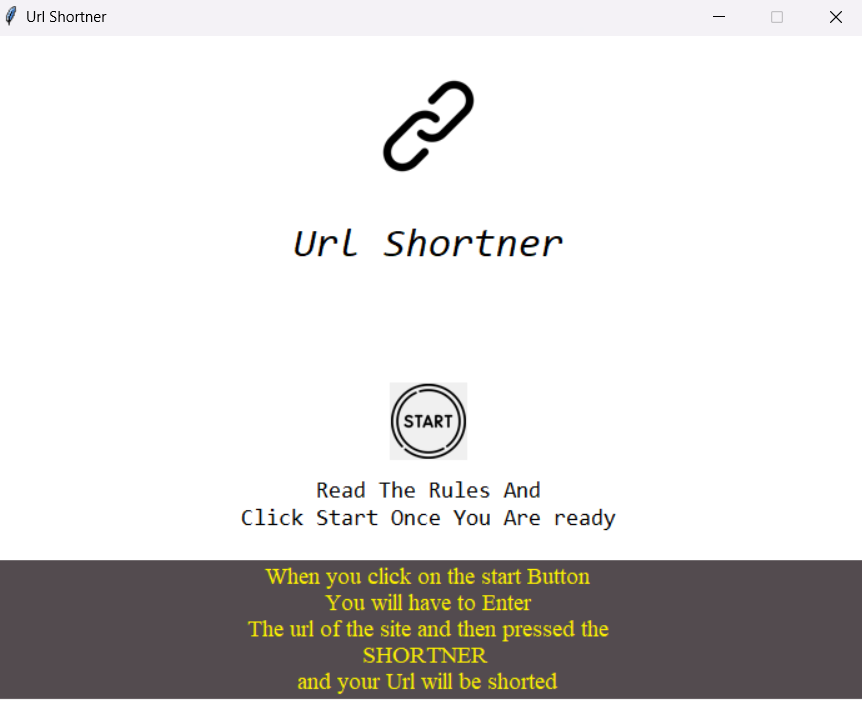 Url Shortner
Url Shortner
START
Read The Rules And
Click Start Once You Are ready
When you click on the start Button
You will have to Enter
The url of the site and then pressed the
SHORTNER
and your Url will be shorted